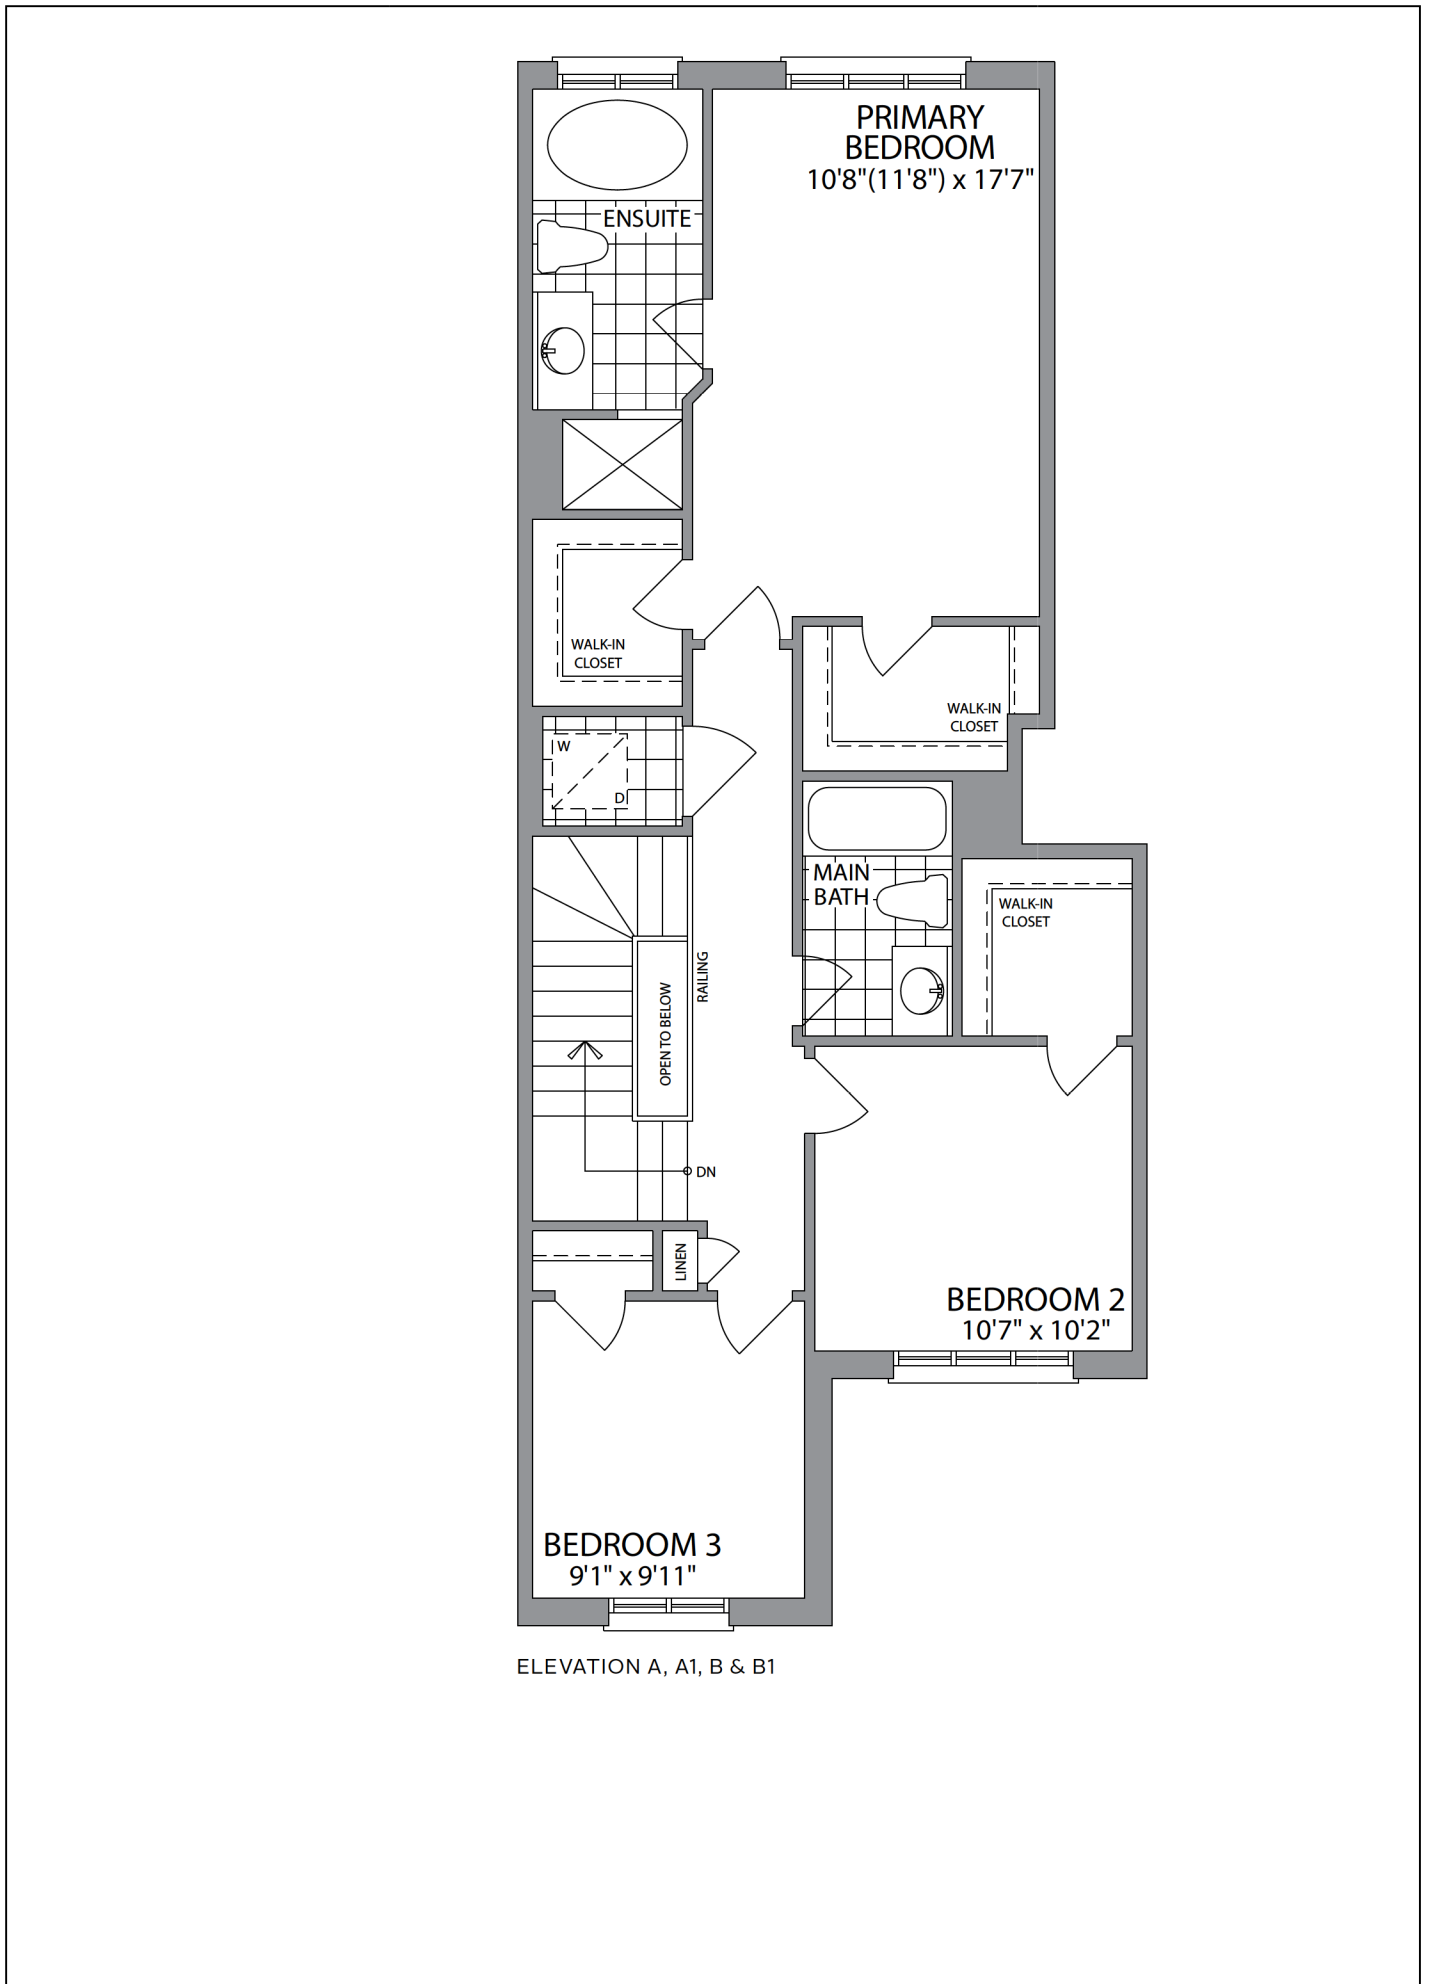 PRIMARY
BEDROOM
10'8"(11'8") x 17'7"
ENSUITE
WALK-IN
CLOSET
WALK-IN
CLOSET
W
D
MAIN
BATH
WALK-IN
CLOSET
RAILING
OPEN TO BELOW
DN
LINEN
BEDROOM 2
10'7" x 10'2"
BEDROOM 3
9'1" x 9'11"
ELEVATION A, A1, B & B1